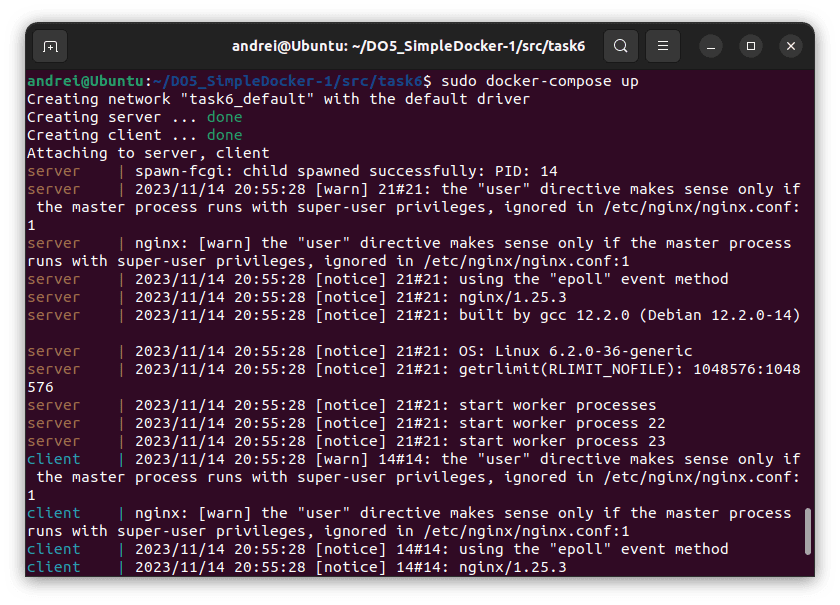 andrei@Ubuntu: ~/DO5_SimpleDocker-1/src/task6
andrei@Ubuntu:~/DO5_SimpleDocker-1/src/task6$ sudo docker-compose up
Creating network "task6_default" with the default driver
Creating server ... done
Creating client ... done
Attaching to server, client
server    | spawn-fcgi: child spawned successfully: PID: 14
server    | 2023/11/14 20:55:28 [warn] 21#21: the "user" directive makes sense only if
 the master process runs with super-user privileges, ignored in /etc/nginx/nginx.conf:
1
server    | nginx: [warn] the "user" directive makes sense only if the master process
runs with super-user privileges, ignored in /etc/nginx/nginx.conf:1
server    | 2023/11/14 20:55:28 [notice] 21#21: using the "epoll" event method
server    | 2023/11/14 20:55:28 [notice] 21#21: nginx/1.25.3
server    | 2023/11/14 20:55:28 [notice] 21#21: built by gcc 12.2.0 (Debian 12.2.0-14)
server    | 2023/11/14 20:55:28 [notice] 21#21: OS: Linux 6.2.0-36-generic
server    | 2023/11/14 20:55:28 [notice] 21#21: getrlimit(RLIMIT_NOFILE): 1048576:1048
576
server    | 2023/11/14 20:55:28 [notice] 21#21: start worker processes
server    | 2023/11/14 20:55:28 [notice] 21#21: start worker process 22
server    | 2023/11/14 20:55:28 [notice] 21#21: start worker process 23
client    | 2023/11/14 20:55:28 [warn] 14#14: the "user" directive makes sense only if
 the master process runs with super-user privileges, ignored in /etc/nginx/nginx.conf:
1
client    | nginx: [warn] the "user" directive makes sense only if the master process
runs with super-user privileges, ignored in /etc/nginx/nginx.conf:1
client    | 2023/11/14 20:55:28 [notice] 14#14: using the "epoll" event method
client    | 2023/11/14 20:55:28 [notice] 14#14: nginx/1.25.3